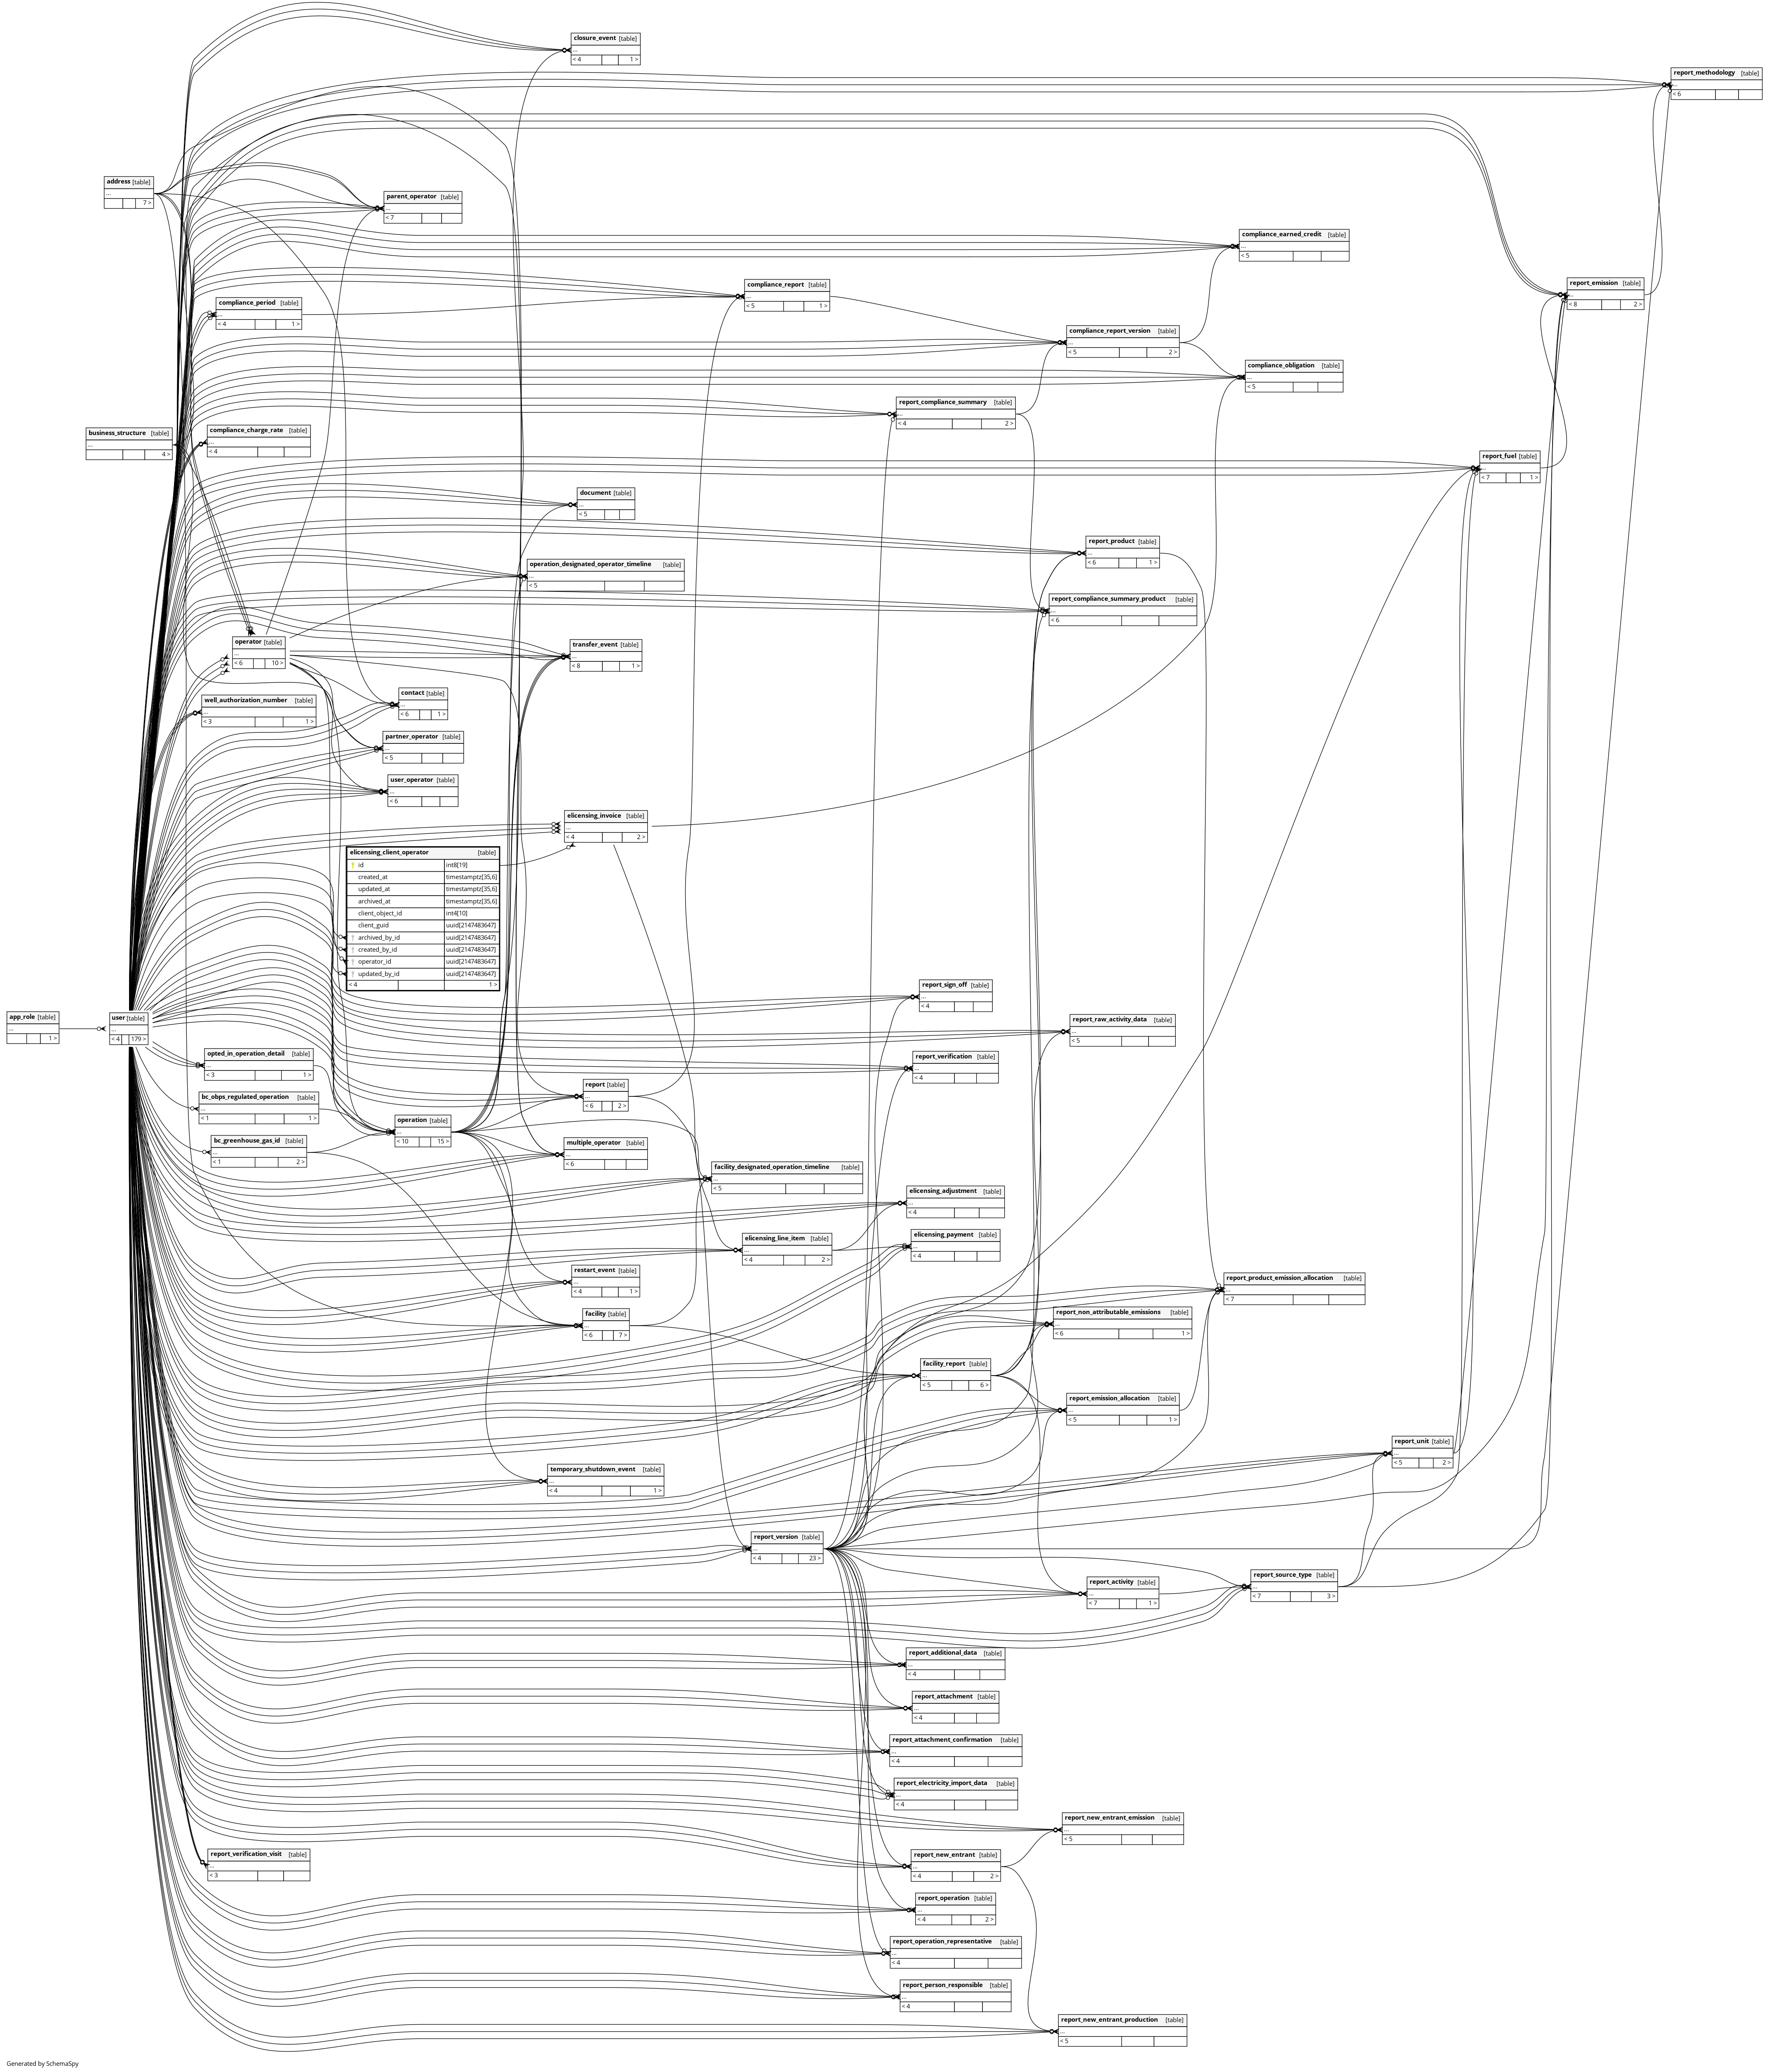 closure_event [table]
...
< 4 1 >
report_methodology [table]
...
< 6
address [table]
...
7 >
parent_operator [table]
...
< 7
compliance_earned_credit [table]
...
< 5
compliance_report [table]
...
< 5 1 >
report_emission [table]
...
< 8 2 >
compliance_period [table]
...
< 4 1 >
compliance_report_version [table]
...
< 5 2 >
compliance_obligation [table]
...
< 5
report_compliance_summary [table]
...
< 4 2 >
business_structure [table]
...
4 >
compliance_charge_rate [table]
...
< 4
report_fuel [table]
...
< 7 1 >
document [table]
...
< 5
report_product [table]
...
< 6 1 >
operation_designated_operator_timeline [table]
...
< 5
report_compliance_summary_product [table]
...
< 6
operator [table]
...
< 6 10 >
transfer_event [table]
...
< 8 1 >
contact [table]
...
< 6 1 >
well_authorization_number [table]
...
< 3 1 >
partner_operator [table]
...
< 5
user_operator [table]
...
< 6
elicensing_invoice [table]
...
< 4 2 >
elicensing_client_operator [table]
id int8[19]
created_at timestamptz[35,6]
updated_at timestamptz[35,6]
archived_at timestamptz[35,6]
client_object_id int4[10]
client_guid uuid[2147483647]
archived_by_id uuid[2147483647]
created_by_id uuid[2147483647]
operator_id uuid[2147483647]
updated_by_id uuid[2147483647]
< 4 1 >
report_sign_off [table]
...
< 4
app_role [table]
...
1 >
user [table]
...
< 4 179 >
report_raw_activity_data [table]
...
< 5
opted_in_operation_detail [table]
...
< 3 1 >
report_verification [table]
...
< 4
report [table]
...
< 6 2 >
bc_obps_regulated_operation [table]
...
< 1 1 >
operation [table]
...
< 10 15 >
bc_greenhouse_gas_id [table]
...
< 1 2 >
multiple_operator [table]
...
< 6
facility_designated_operation_timeline [table]
...
< 5
elicensing_adjustment [table]
...
< 4
elicensing_payment [table]
...
< 4
elicensing_line_item [table]
...
< 4 2 >
restart_event [table]
...
< 4 1 >
report_product_emission_allocation [table]
...
< 7
facility [table]
...
< 6 7 >
report_non_attributable_emissions [table]
...
< 6 1 >
facility_report [table]
...
< 5 6 >
report_emission_allocation [table]
...
< 5 1 >
report_unit [table]
...
< 5 2 >
temporary_shutdown_event [table]
...
< 4 1 >
report_version [table]
...
< 4 23 >
report_source_type [table]
...
< 7 3 >
report_activity [table]
...
< 7 1 >
report_additional_data [table]
...
< 4
report_attachment [table]
...
< 4
report_attachment_confirmation [table]
...
< 4
report_electricity_import_data [table]
...
< 4
report_new_entrant_emission [table]
...
< 5
report_verification_visit [table]
...
< 3
report_new_entrant [table]
...
< 4 2 >
report_operation [table]
...
< 4 2 >
report_operation_representative [table]
...
< 4
report_person_responsible [table]
...
< 4
report_new_entrant_production [table]
...
< 5
Generated by SchemaSpy